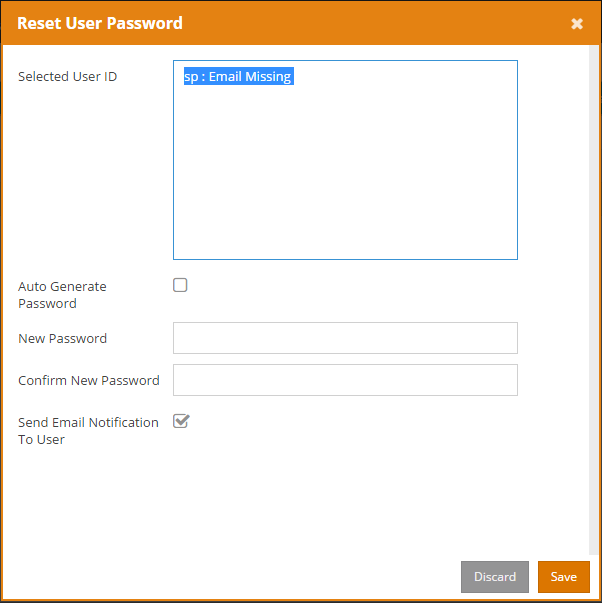 Reset User Password
Selected User ID
sp : Email Missing
Auto Generate
Password
New Password
Confirm New Password
Send Email Notification
To User
Discard
Save